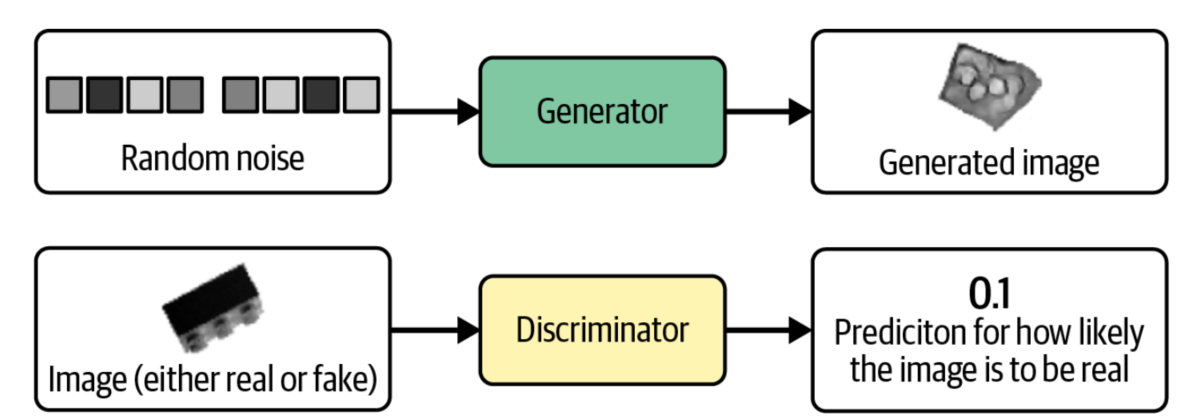 Random noise
Generator
Generated image
Image (either real or fake)
Discriminator
0.1
Prediciton for how likely
the image is to be real